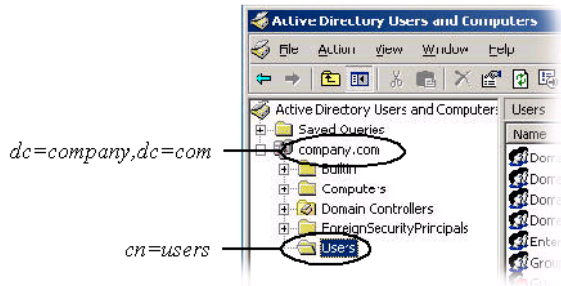 Active Directory Users and Computers
File Action View Window Help
Active Directory Users and Computers Users
Saved Queries Name
dc=company,dc=com company.com
Builtin
Computers
Domain Controllers
ForeignSecurityPrincipals
cn=users Users